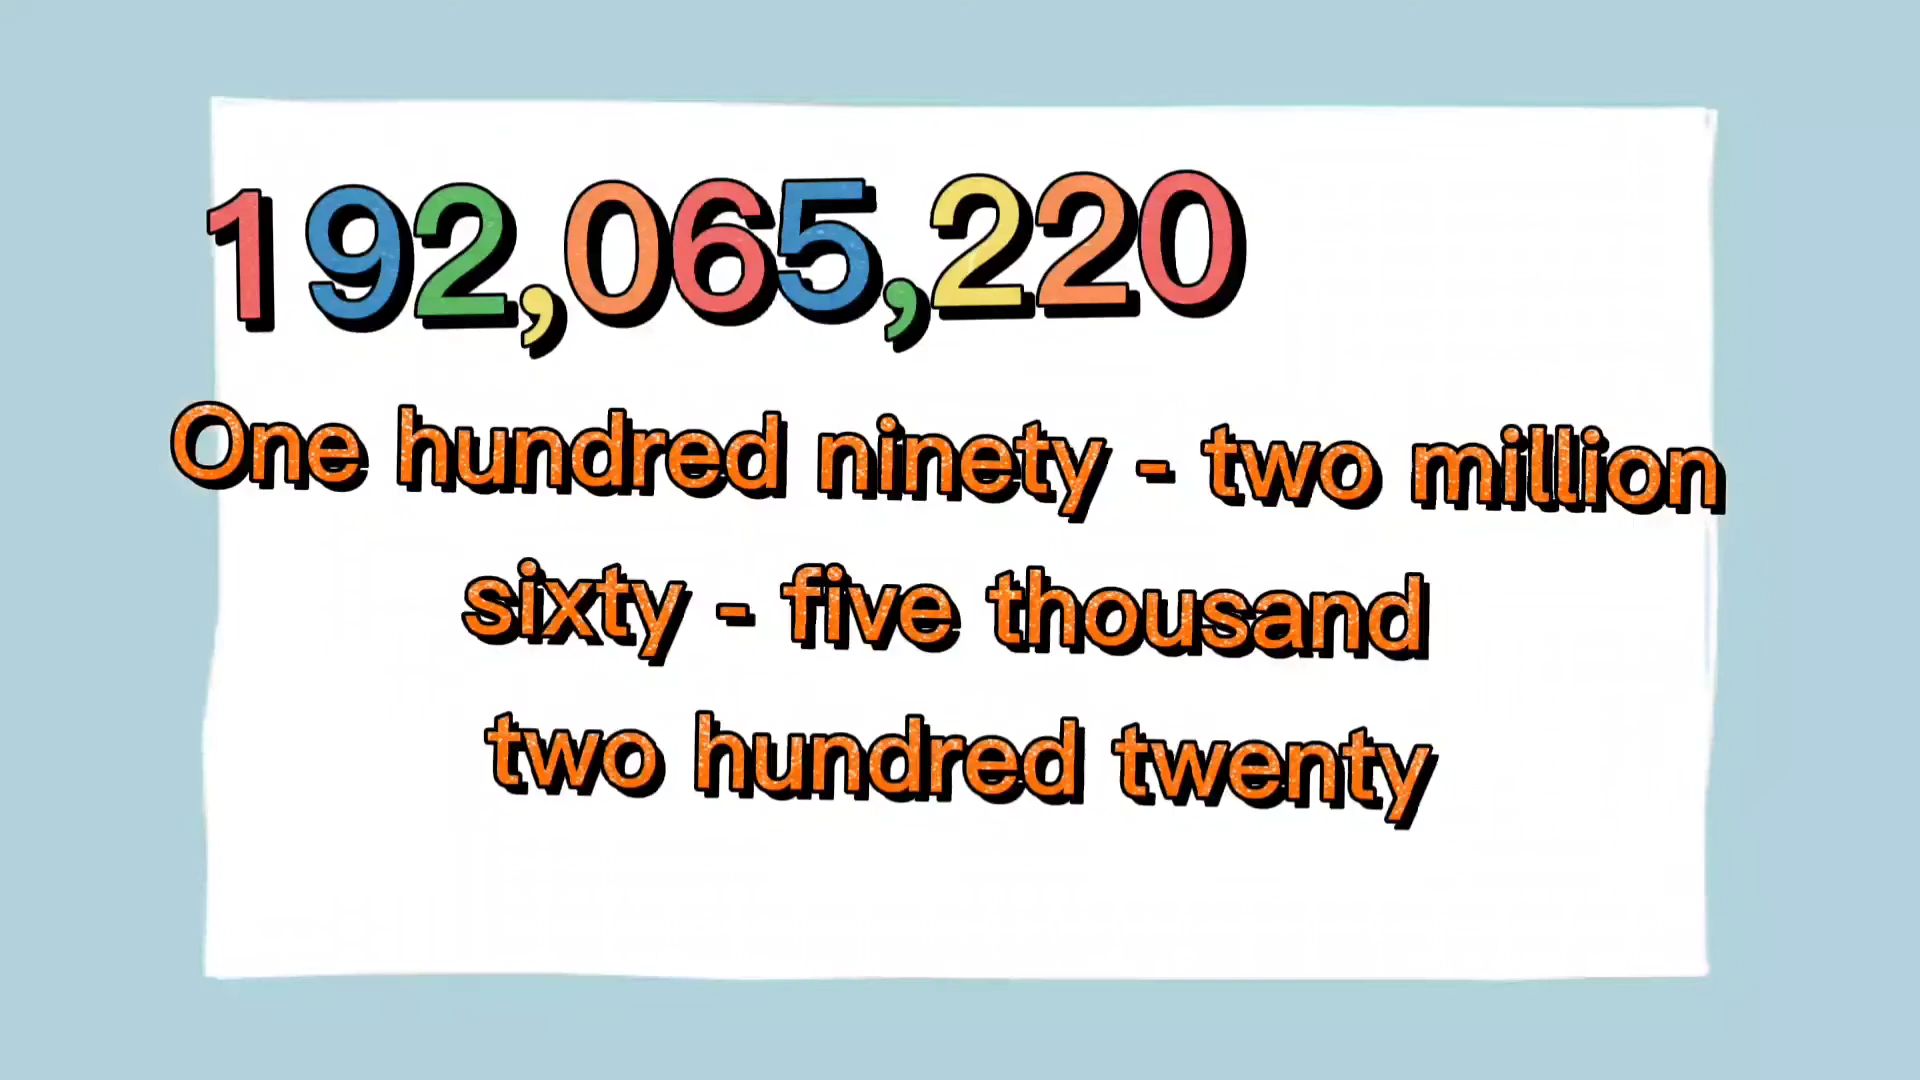 192,065,220
One hundred ninety - two million
sixty - five thousand
two hundred twenty